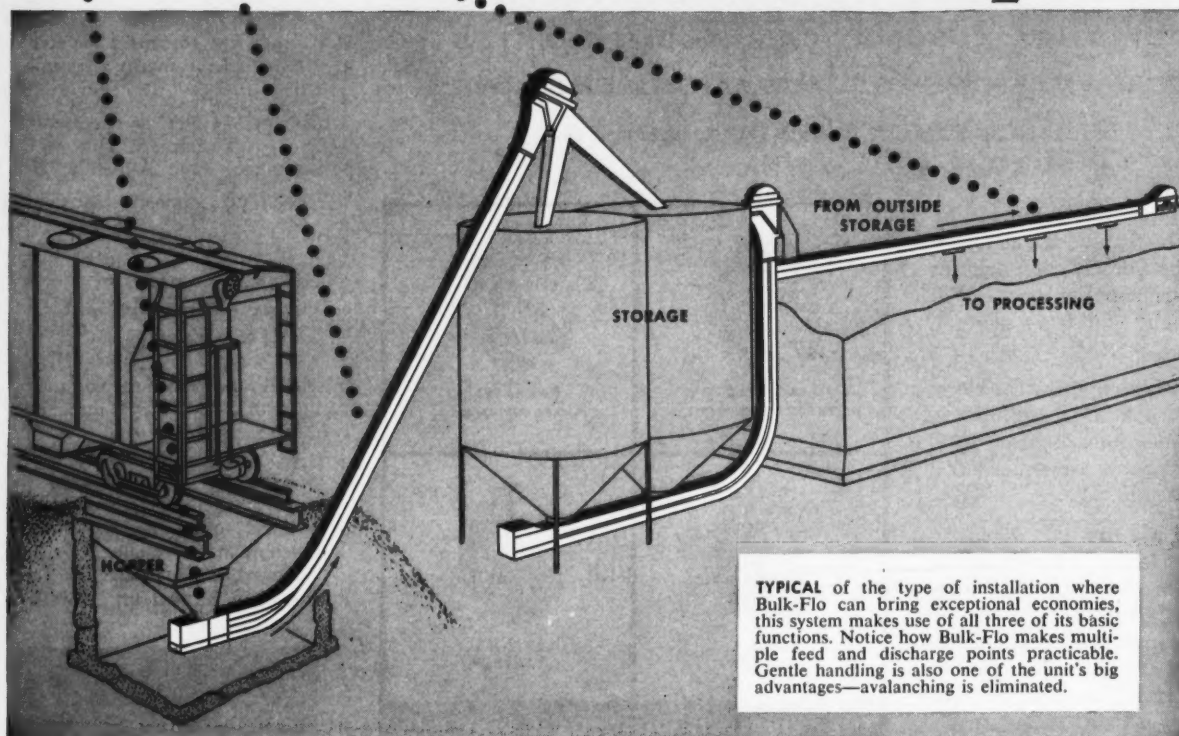 FROM OUTSIDE
STORAGE
STORAGE
TO PROCESSING
HOPPER
TYPICAL of the type of installation where
Bulk-Flo can bring exceptional economies,
this system makes use of all three of its basic
functions. Notice how Bulk-Flo makes multi-
ple feed and discharge points practicable.
Gentle handling is also one of the unit's big
advantages—avalanching is eliminated.